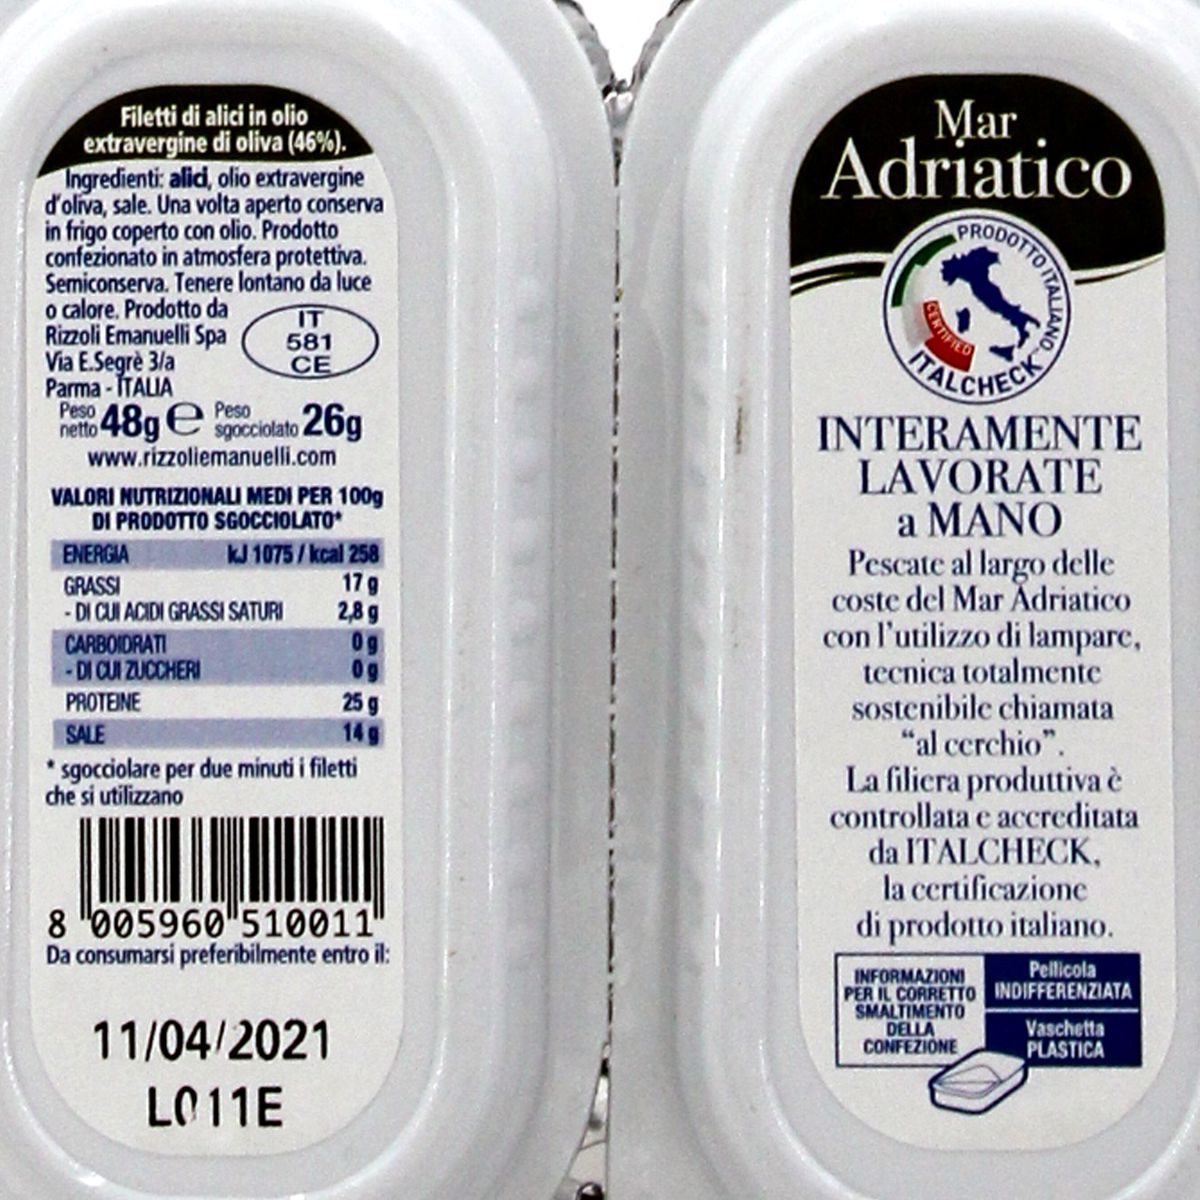 Filetti di alici in olio
extravergine di oliva (46%).
Ingredienti: alici, olio extravergine
d'oliva, sale. Una volta aperto conserva
in frigo coperto con olio. Prodotto
confezionato in atmosfera protettiva.
Semiconserva. Tenere lontano da luce
o calore. Prodotto da
Rizzoli Emanuelli Spa
Via E.Segrè 3/a
Parma - ITALIA
IT
581
CE
Peso netto 48g e Peso sgocciolato 26g
www.rizzoliemanuelli.com
VALORI NUTRIZIONALI MEDI PER 100g
DI PRODOTTO SGOCCIOLATO*
ENERGIA kJ 1075 / kcal 258
GRASSI 17 g
- DI CUI ACIDI GRASSI SATURI 2,8 g
CARBOIDRATI 0 g
- DI CUI ZUCCHERI 0 g
PROTEINE 25 g
SALE 14 g
* sgocciolare per due minuti i filetti
che si utilizzano
8 005960 510011
Da consumarsi preferibilmente entro il:
11/04/2021
L011E
Mar
Adriatico
PRODOTTO ITALIANO
CERTIFIED
ITALCHECK
INTERAMENTE
LAVORATE
a MANO
Pescate al largo delle
coste del Mar Adriatico
con l'utilizzo di lampare,
tecnica totalmente
sostenibile chiamata
“al cerchio”.
La filiera produttiva è
controllata e accreditata
da ITALCHECK,
la certificazione
di prodotto italiano.
INFORMAZIONI
PER IL CORRETTO
SMALTIMENTO
DELLA
CONFEZIONE
Pellicola
INDIFFERENZIATA
Vaschetta
PLASTICA